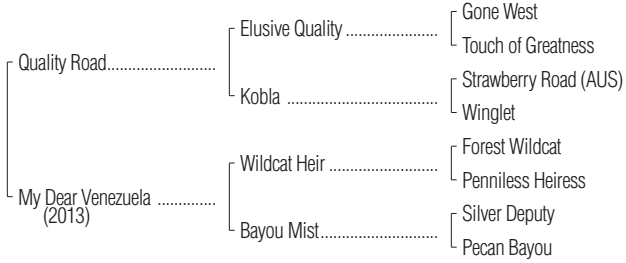 Gone West
Elusive Quality ......................
Touch of Greatness
Quality Road..........................
Strawberry Road (AUS)
Kobla ....................................
Winglet
Forest Wildcat
Wildcat Heir ..........................
Penniless Heiress
My Dear Venezuela ..............
(2013)
Silver Deputy
Bayou Mist............................
Pecan Bayou